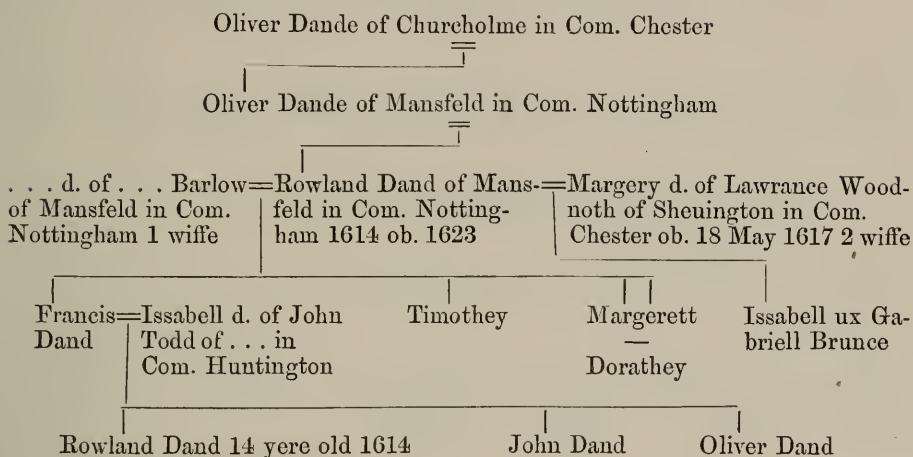 Oliver Dande of Churcholme in Com. Chester
Oliver Dande of Mansfeld in Com. Nottingham
. . . d. of . . . Barlow=Rowland Dand of Mans-=Margery d. of Lawrance Wood-
of Mansfeld in Com. feld in Com. Notting- noth of Sheuington in Com.
Nottingham 1 wiffe ham 1614 ob. 1623 Chester ob. 18 May 1617 2 wiffe
Francis=Issabell d. of John Timothey Margerett Issabell ux Ga-
Dand Todd of . . . in — briell Brunce
Com. Huntington Dorathey
Rowland Dand 14 yere old 1614 John Dand Oliver Dand